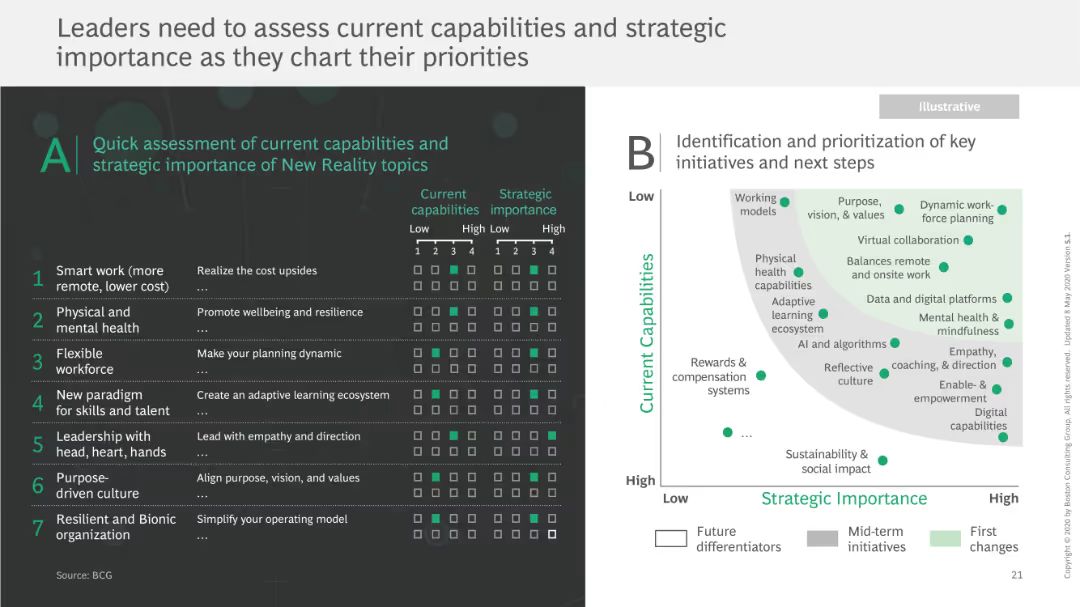 Leaders need to assess current capabilities and strategic
importance as they chart their priorities
A
Quick assessment of current capabilities and
strategic importance of New Reality topics
Current
capabilities
Strategic
importance
Low High Low High
1 2 3 4 1 2 3 4
1
Smart work (more
remote, lower cost)
Realize the cost upsides
...
2
Physical and
mental health
Promote wellbeing and resilience
...
3
Flexible
workforce
Make your planning dynamic
...
4
New paradigm
for skills and talent
Create an adaptive learning ecosystem
...
5
Leadership with
head, heart, hands
Lead with empathy and direction
...
6
Purpose-
driven culture
Align purpose, vision, and values
...
7
Resilient and Bionic
organization
Simplify your operating model
...
Source: BCG
Illustrative
B
Identification and prioritization of key
initiatives and next steps
Low
Current Capabilities
High
Working
models
Purpose,
vision, & values
Dynamic work-
force planning
Virtual collaboration
Physical
health
capabilities
Balances remote
and onsite work
Adaptive
learning
ecosystem
Data and digital platforms
Mental health &
mindfulness
AI and algorithms
Reflective
culture
Empathy,
coaching, & direction
Rewards &
compensation
systems
Enable- &
empowerment
Digital
capabilities
...
Sustainability &
social impact
Low
Strategic Importance
High
Future
differentiators
Mid-term
initiatives
First
changes
21
Copyright © 2020 by Boston Consulting Group. All rights reserved. Updated 8 May 2020 Version 5.1.